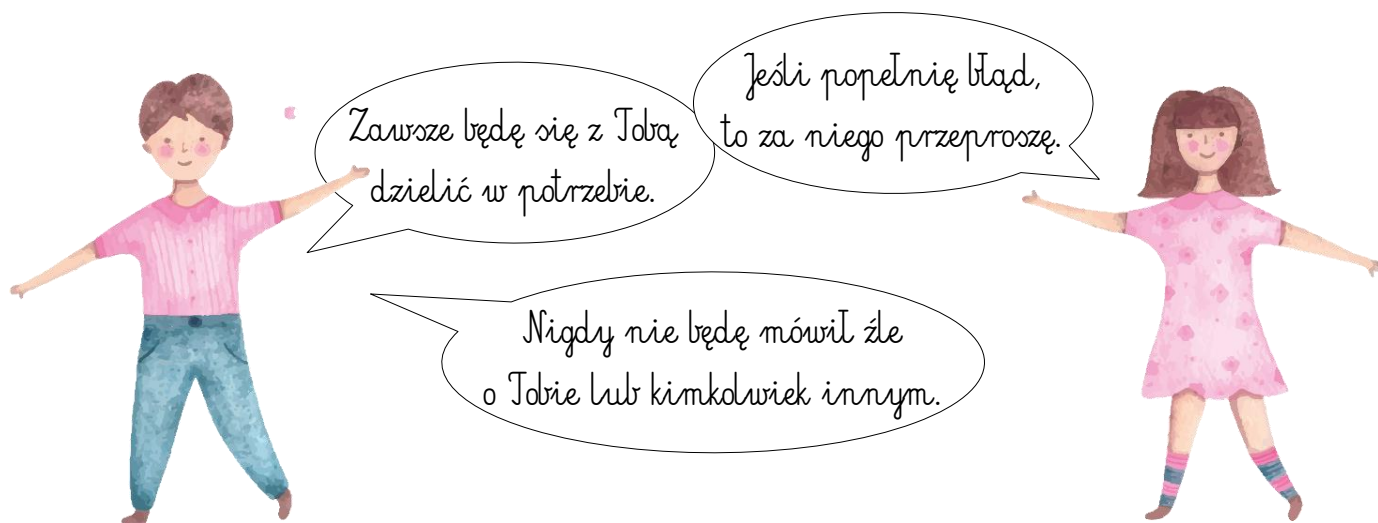 Zawsze będę się z Tobą
dzielić w potrzebie.
Jeśli popełnię błąd,
to za niego przeproszę.
Nigdy nie będę mówił źle
o Tobie lub kimkolwiek innym.